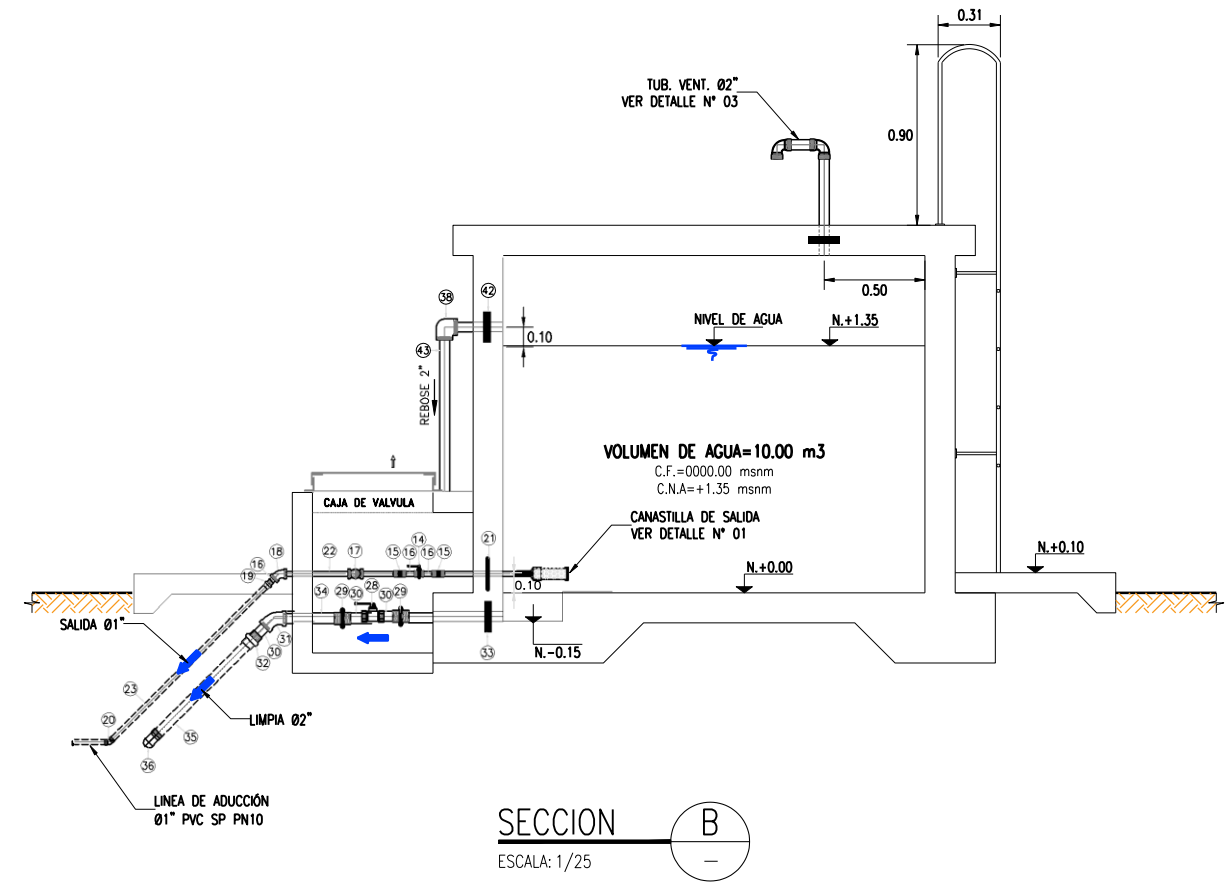 0.31
TUB. VENT. Ø2"
VER DETALLE N° 03
0.90
0.50
42
38
NIVEL DE AGUA
N.+1.35
0.10
43
REBOSE 2"
VOLUMEN DE AGUA=10.00 m3
C.F.=0000.00 msnm
C.N.A=+1.35 msnm
CAJA DE VALVULA
CANASTILLA DE SALIDA
VER DETALLE N° 01
14
21
18
22
17
15
16
16
15
16
19
N.+0.10
N.+0.00
0.10
34
29
30
28
30
29
SALIDA Ø1"
31
30
32
33
N.-0.15
23
LIMPIA Ø2"
20
35
36
LINEA DE ADUCCIÓN
Ø1" PVC SP PN10
SECCION
B
ESCALA: 1/25
–